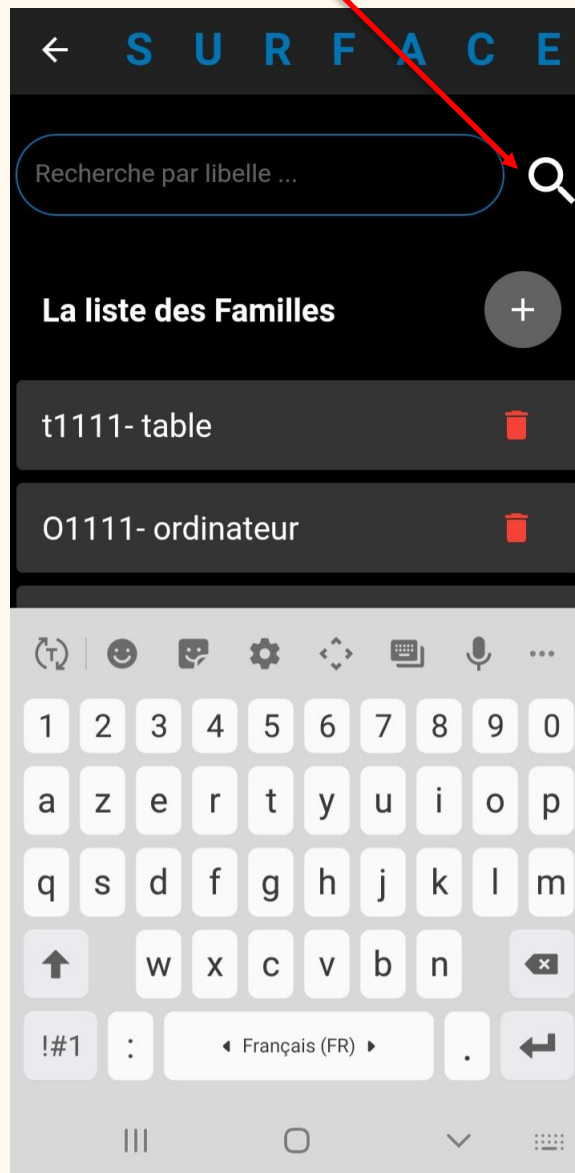 S U R F A C E
Recherche par libelle ...
La liste des Familles
+
t1111- table
O1111- ordinateur
1 2 3 4 5 6 7 8 9 0
a z e r t y u i o p
q s d f g h j k l m
w x c v b n
!#1 : Français (FR) .